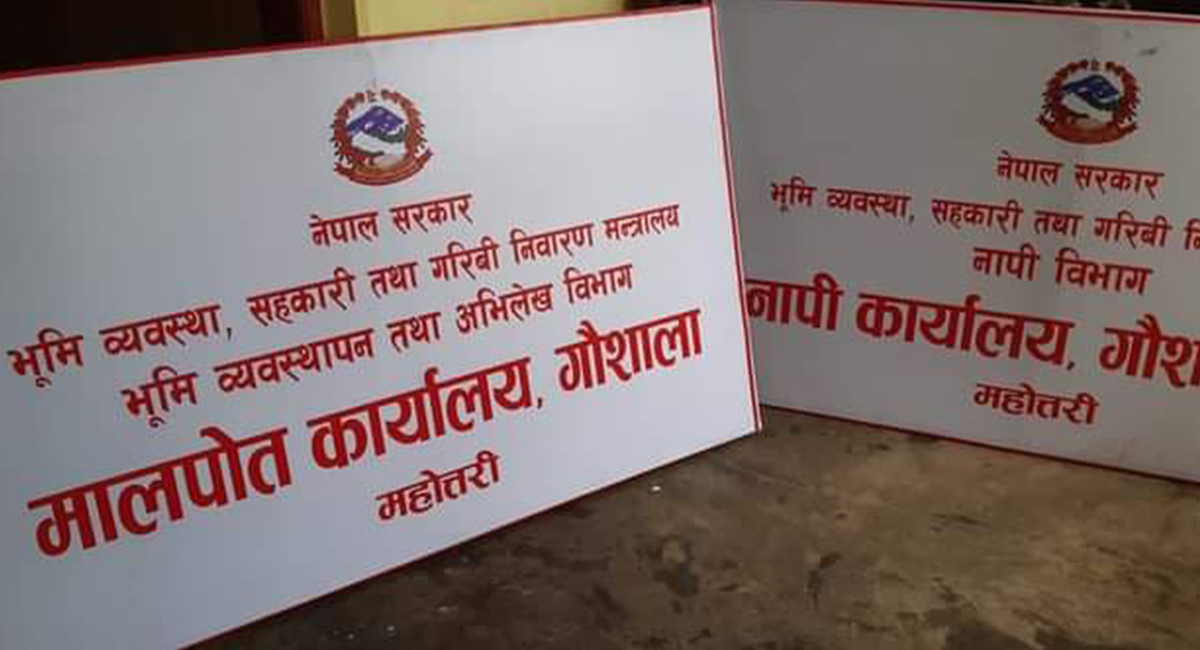 नेपाल सरकार
भूमि व्यवस्था, सहकारी तथा गरिबी निवारण मन्त्रालय
भूमि व्यवस्थापन तथा अभिलेख विभाग
मालपोत कार्यालय, गौशाला
महोत्तरी
नेपाल सरकार
भूमि व्यवस्था, सहकारी तथा गरिबी
नापी विभाग
नापी कार्यालय, गौश
महोत्तरी